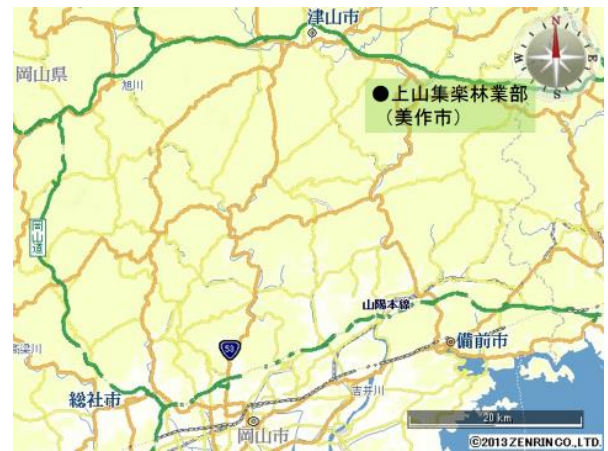 津山市
N
W
E
S
岡山県
旭川
●上山集楽林業部
(美作市)
岡山道
山陽本線
53
備前市
総社市
吉井川
岡山市
20 km
©2013 ZENRIN CO., LTD.